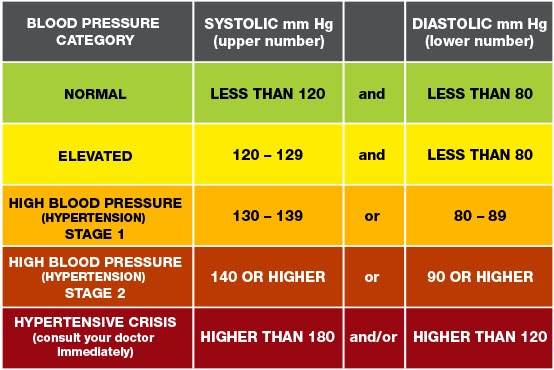 BLOOD PRESSURE
CATEGORY
SYSTOLIC mm Hg
(upper number)
DIASTOLIC mm Hg
(lower number)
NORMAL
LESS THAN 120
and
LESS THAN 80
ELEVATED
120 – 129
and
LESS THAN 80
HIGH BLOOD PRESSURE
(HYPERTENSION)
STAGE 1
130 – 139
or
80 – 89
HIGH BLOOD PRESSURE
(HYPERTENSION)
STAGE 2
140 OR HIGHER
or
90 OR HIGHER
HYPERTENSIVE CRISIS
(consult your doctor
immediately)
HIGHER THAN 180
and/or
HIGHER THAN 120